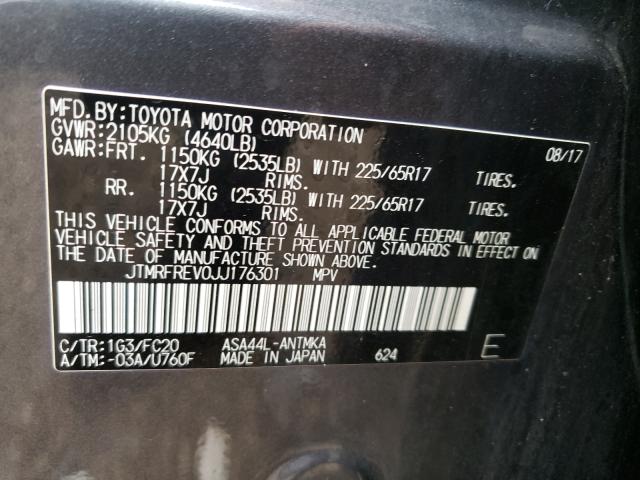 MFD.BY:TOYOTA MOTOR CORPORATION 08/17
GVWR:2105KG (4640LB)
GAWR:FRT. 1150KG (2535LB) WITH 225/65R17 TIRES.
17X7J RIMS.
RR. 1150KG (2535LB) WITH 225/65R17 TIRES.
17X7J RIMS.
THIS VEHICLE CONFORMS TO ALL APPLICABLE FEDERAL MOTOR
VEHICLE SAFETY AND THEFT PREVENTION STANDARDS IN EFFECT ON
THE DATE OF MANUFACTURE SHOWN ABOVE.
JTMRFREV0JJ176301 MPV
C/TR:1G3/FC20 ASA44L-ANTMKA
A/TM:-03A/U760F MADE IN JAPAN 624 E